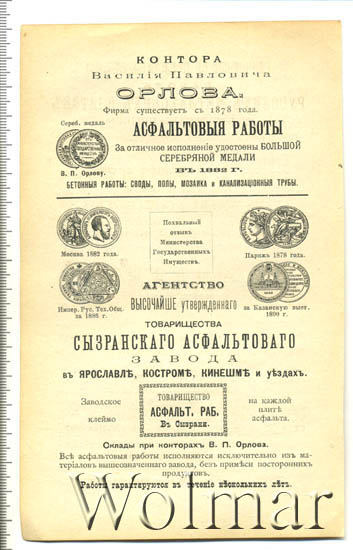 КОНТОРА
Василія Павловича
ОРЛОВА.
Фирма существуетъ съ 1878 года.
Сереб. медаль
В. П. Орлову.
АСФАЛЬТОВЫЯ РАБОТЫ
За отличное исполненіе удостоены БОЛЬШОЙ
СЕРЕБРЯНОЙ МЕДАЛИ
ВЪ 1882 Г.
БЕТОННЫЯ РАБОТЫ: СВОДЫ, ПОЛЫ, МОЗАИКА и КАНАЛИЗАЦІОННЫЯ ТРУБЫ.
Москва 1882 года.
Похвальный
отзывъ
Министерства
Государственныхъ
Имуществъ.
Парижъ 1878 года.
Импер. Рус. Тех. Общ.
за 1886 г.
АГЕНТСТВО
ВЫСОЧАЙШЕ утвержденнаго
за Казанскую выст.
1890 г.
ТОВАРИЩЕСТВА
СЫЗРАНСКАГО АСФАЛЬТОВАГО
ЗАВОДА
въ ЯРОСЛАВЛѢ, КОСТРОМѢ, КИНЕШМѢ и уѣздахъ.
Заводское
клеймо
ТОВАРИЩЕСТВО
АСФАЛЬТ. РАБ.
Въ Сызрани.
на каждой
плитѣ
асфальта.
Склады при конторахъ В. П. Орлова.
Всѣ асфальтовыя работы исполняются исключительно изъ ма-
теріаловъ вышеозначеннаго завода, безъ примѣси постороннихъ
продуктовъ.
Работы гарантируются въ теченіе нѣсколькихъ лѣтъ.
Wolmar